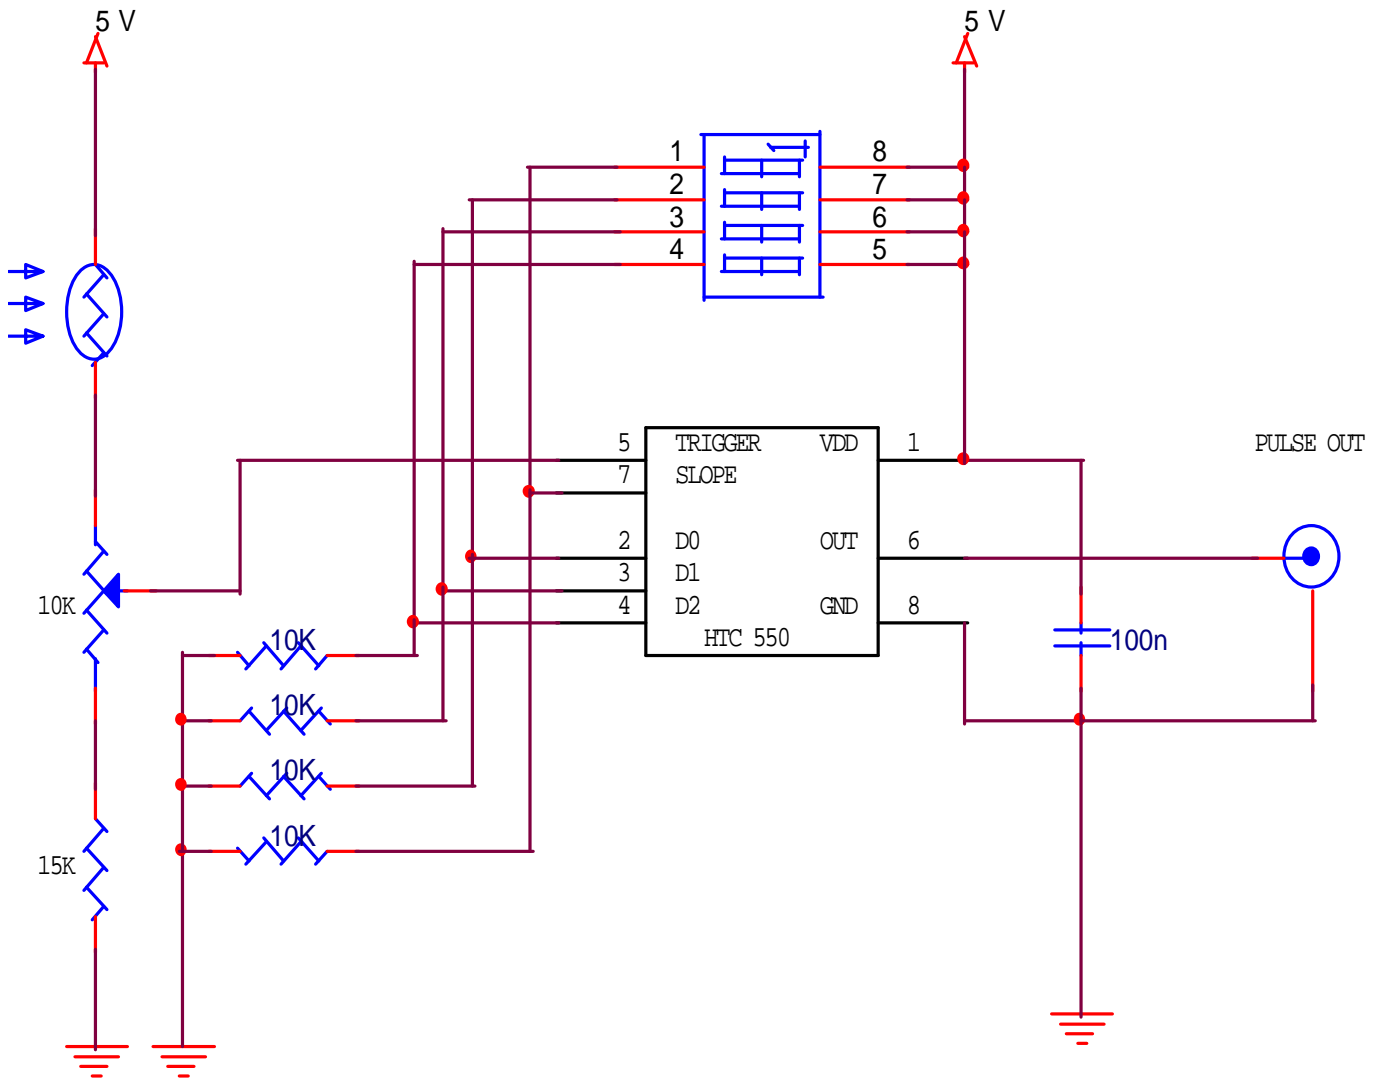 5 V
5 V
1 8
2 7
3 6
4 5
5 TRIGGER VDD 1
7 SLOPE
PULSE OUT
2 D0 OUT 6
3 D1
4 D2 GND 8
HTC 550
10K
10K
100n
10K
10K
10K
15K